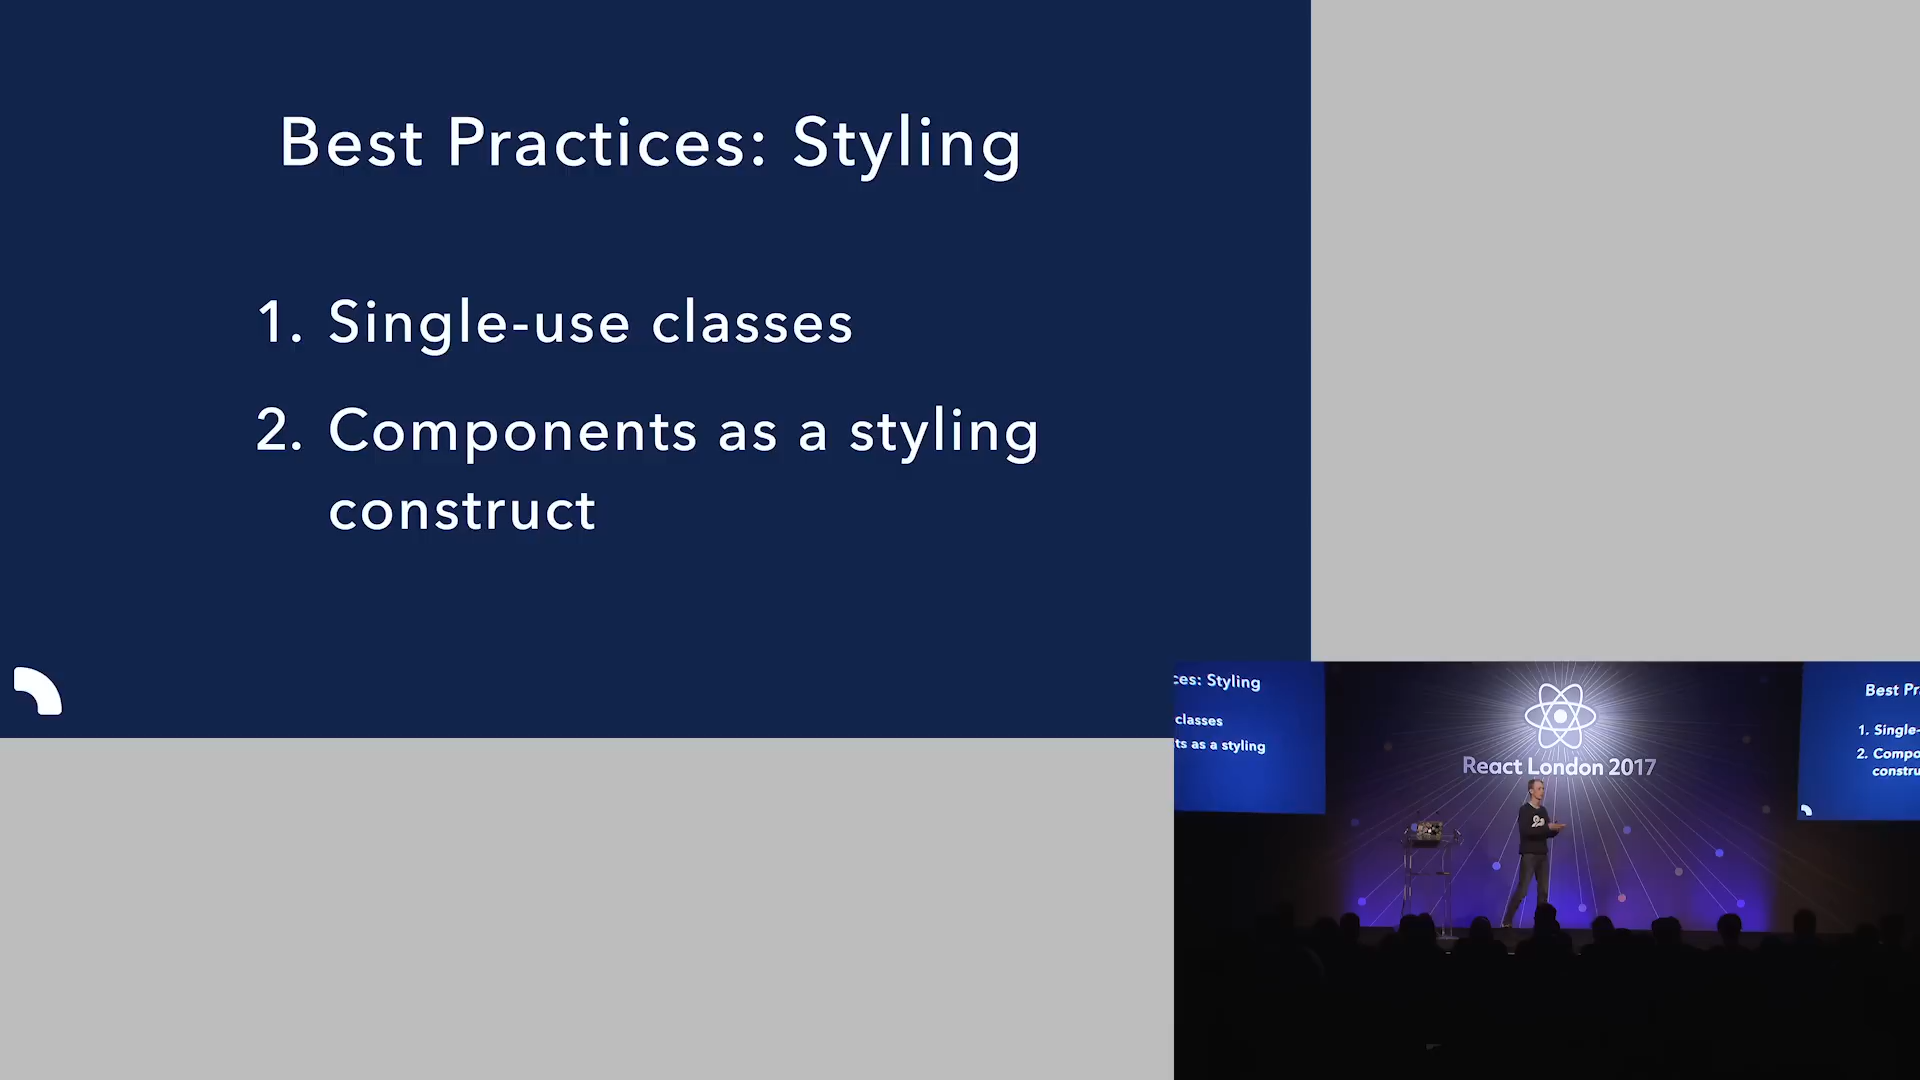 Best Practices: Styling
1. Single-use classes
2. Components as a styling
construct
ces: Styling
classes
ts as a styling
React London 2017
Best Pr
1. Single-
2. Compo
constru